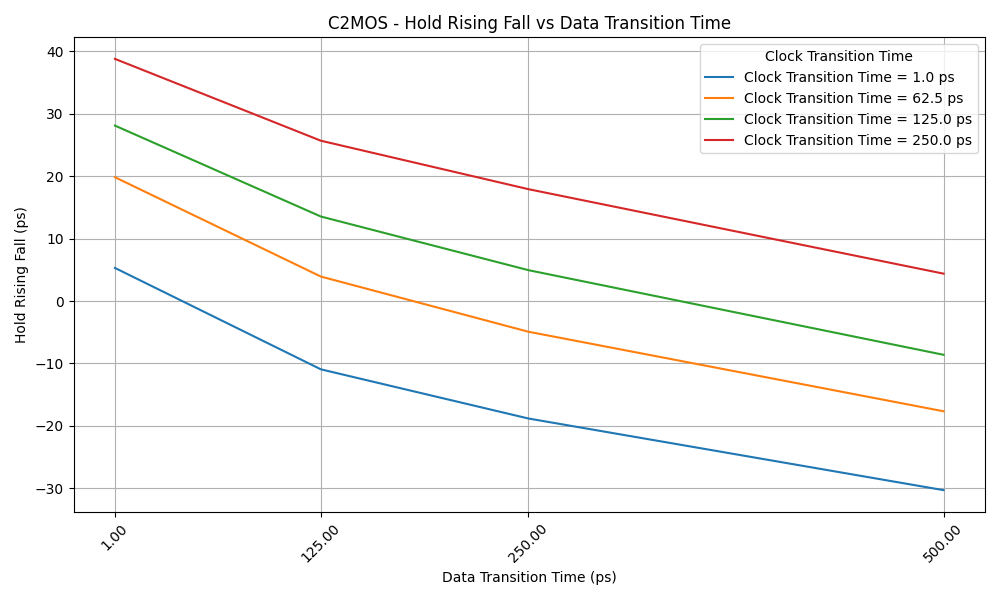 C2MOS - Hold Rising Fall vs Data Transition Time
Hold Rising Fall (ps)
40
30
20
10
0
−10
−20
−30
Clock Transition Time
Clock Transition Time = 1.0 ps
Clock Transition Time = 62.5 ps
Clock Transition Time = 125.0 ps
Clock Transition Time = 250.0 ps
1.00
125.00
250.00
500.00
Data Transition Time (ps)